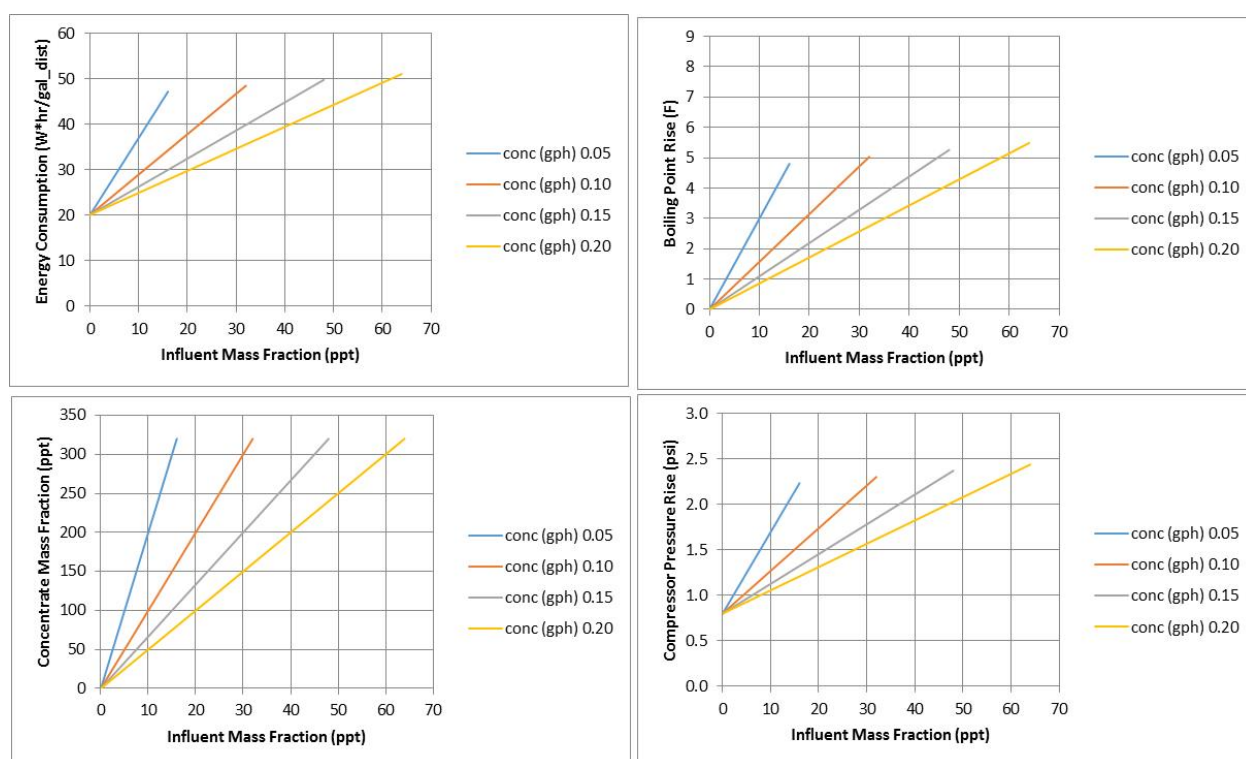 Energy Consumption (W*hr/gal_dist)
60
50
40
30
20
10
0
0 10 20 30 40 50 60 70
Influent Mass Fraction (ppt)
conc (gph) 0.05
conc (gph) 0.10
conc (gph) 0.15
conc (gph) 0.20
Boiling Point Rise (F)
9
8
7
6
5
4
3
2
1
0
0 10 20 30 40 50 60 70
Influent Mass Fraction (ppt)
conc (gph) 0.05
conc (gph) 0.10
conc (gph) 0.15
conc (gph) 0.20
Concentrate Mass Fraction (ppt)
350
300
250
200
150
100
50
0
0 10 20 30 40 50 60 70
Influent Mass Fraction (ppt)
conc (gph) 0.05
conc (gph) 0.10
conc (gph) 0.15
conc (gph) 0.20
Compressor Pressure Rise (psi)
3.0
2.5
2.0
1.5
1.0
0.5
0.0
0 10 20 30 40 50 60 70
Influent Mass Fraction (ppt)
conc (gph) 0.05
conc (gph) 0.10
conc (gph) 0.15
conc (gph) 0.20